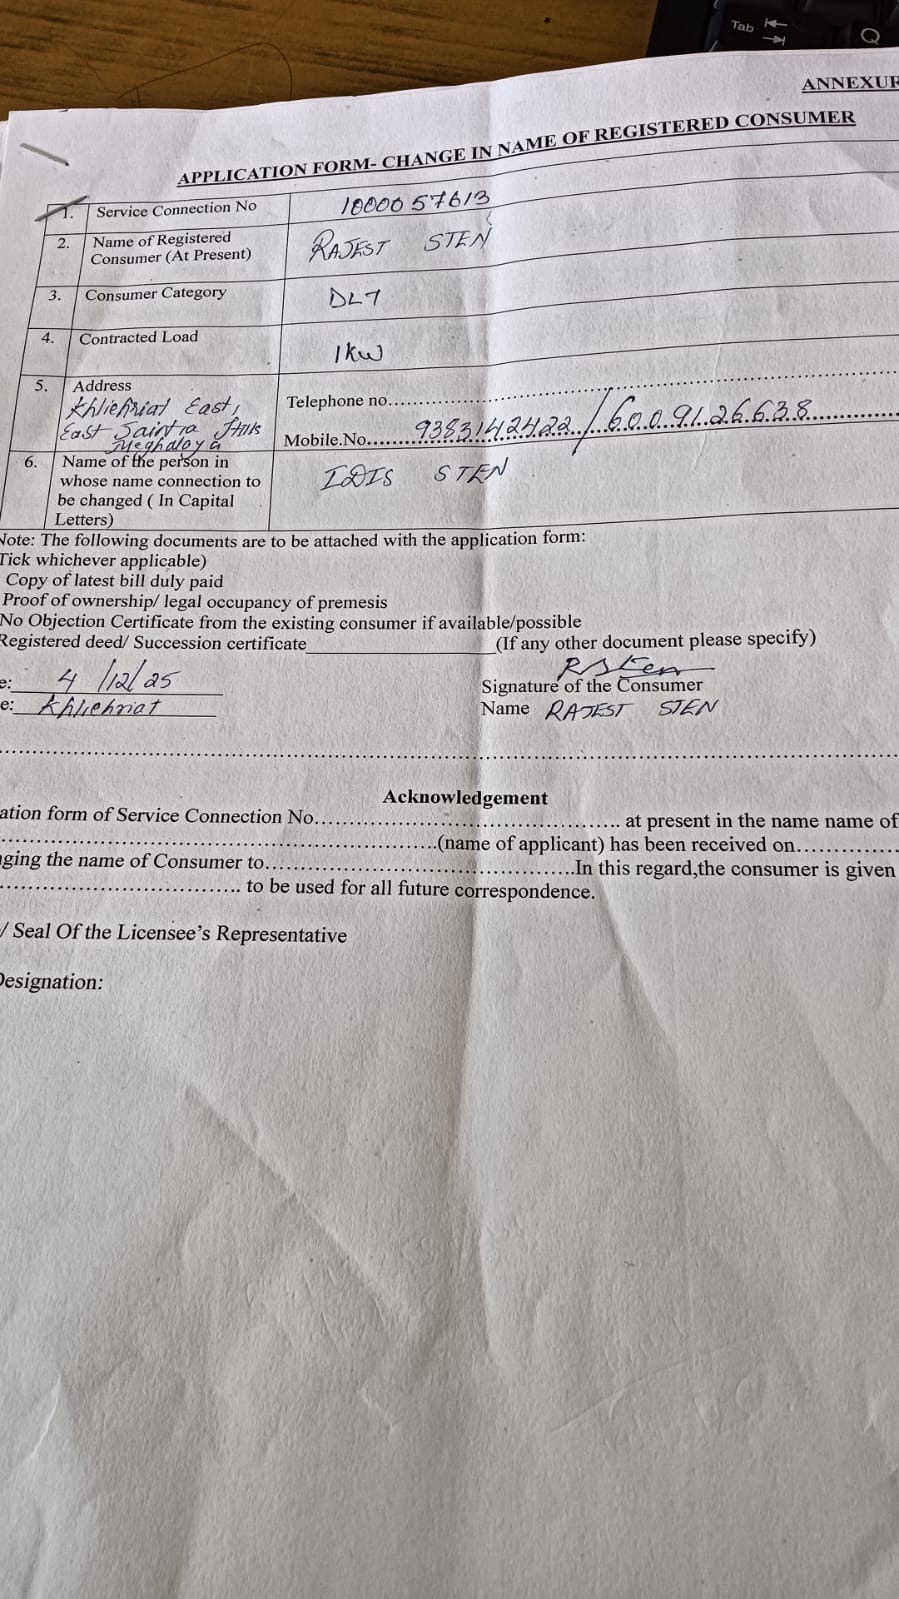 Tab
Q
ANNEXUR
APPLICATION FORM- CHANGE IN NAME OF REGISTERED CONSUMER
1. Service Connection No 1000057613
2. Name of Registered Consumer (At Present) RAJEST STEN
3. Consumer Category DLT
4. Contracted Load 1kW
5. Address
Khliehriat East,
East Jaintia Hills
Meghalaya
Telephone no.....
Mobile.No....... 9383142422 / 6009126638
6. Name of the person in
whose name connection to
be changed ( In Capital
Letters)
IDIS STEN
Note: The following documents are to be attached with the application form:
Tick whichever applicable)
Copy of latest bill duly paid
Proof of ownership/ legal occupancy of premesis
No Objection Certificate from the existing consumer if available/possible
Registered deed/ Succession certificate____________________(If any other document please specify)
e: 4/12/25
e: Khliehriat
RSten
Signature of the Consumer
Name RAJEST STEN
Acknowledgement
ation form of Service Connection No.......... at present in the name name of
..........(name of applicant) has been received on..........
nging the name of Consumer to..........In this regard,the consumer is given
.......... to be used for all future correspondence.
/ Seal Of the Licensee's Representative
Designation: